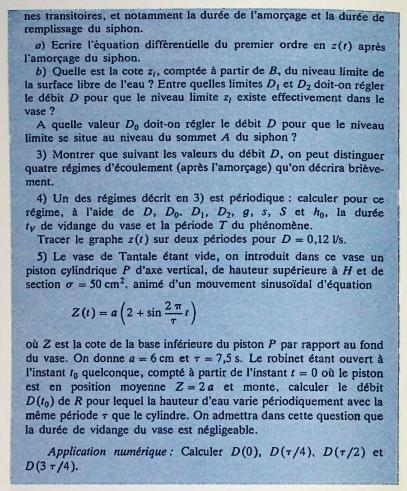 nes transitoires, et notamment la durée de l'amorçage et la durée de
remplissage du siphon.
a) Ecrire l'équation différentielle du premier ordre en z(t) après
l'amorçage du siphon.
b) Quelle est la cote zₗ, comptée à partir de B, du niveau limite de
la surface libre de l'eau ? Entre quelles limites D₁ et D₂ doit-on régler
le débit D pour que le niveau limite zₗ existe effectivement dans le
vase ?
A quelle valeur D₀ doit-on régler le débit D pour que le niveau
limite se situe au niveau du sommet A du siphon ?
3) Montrer que suivant les valeurs du débit D, on peut distinguer
quatre régimes d'écoulement (après l'amorçage) qu'on décrira briève-
ment.
4) Un des régimes décrit en 3) est périodique : calculer pour ce
régime, à l'aide de D, D₀, D₁, D₂, g, s, S et h₀, la durée
tᵥ de vidange du vase et la période T du phénomène.
Tracer le graphe z(t) sur deux périodes pour D = 0,12 l/s.
5) Le vase de Tantale étant vide, on introduit dans ce vase un
piston cylindrique P d'axe vertical, de hauteur supérieure à H et de
section σ = 50 cm², animé d'un mouvement sinusoïdal d'équation
Z(t) = a(2 + sin 2π/τ t)
où Z est la cote de la base inférieure du piston P par rapport au fond
du vase. On donne a = 6 cm et τ = 7,5 s. Le robinet étant ouvert à
l'instant t₀ quelconque, compté à partir de l'instant t = 0 où le piston
est en position moyenne Z = 2a et monte, calculer le débit
D(t₀) de R pour lequel la hauteur d'eau varie périodiquement avec la
même période τ que le cylindre. On admettra dans cette question que
la durée de vidange du vase est négligeable.
Application numérique : Calculer D(0), D(τ/4), D(τ/2) et
D(3 τ/4).